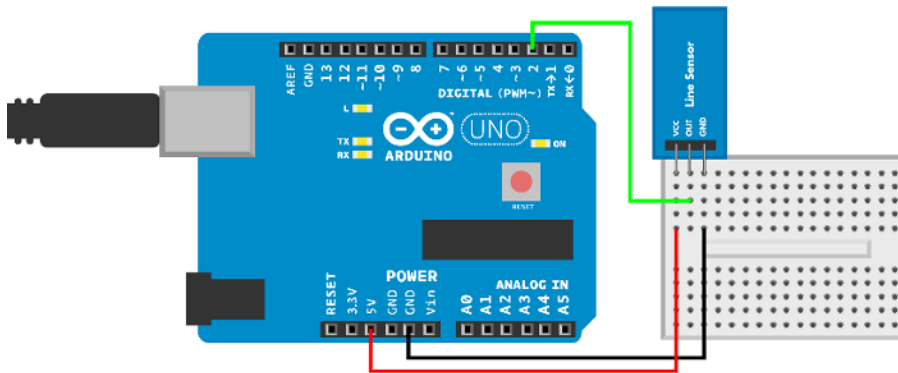 AREF
GND
13
12
~11
~10
~9
8
7
~6
~5
4
~3
2
TX→1
RX←0
DIGITAL (PWM~)
L
TX
RX
ARDUINO
UNO
ON
RESET
Line Sensor
VCC
OUT
GND
POWER
RESET
3.3V
5V
GND
GND
Vin
ANALOG IN
A0
A1
A2
A3
A4
A5